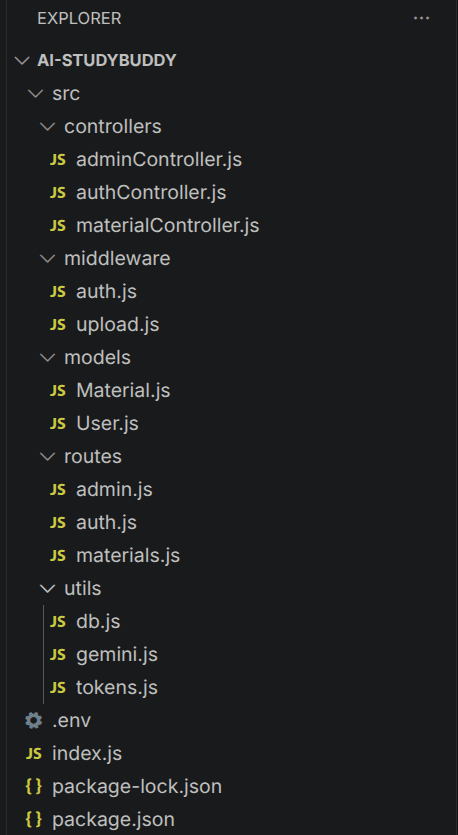 EXPLORER ...
AI-STUDYBUDDY
src
controllers
JS adminController.js
JS authController.js
JS materialController.js
middleware
JS auth.js
JS upload.js
models
JS Material.js
JS User.js
routes
JS admin.js
JS auth.js
JS materials.js
utils
JS db.js
JS gemini.js
JS tokens.js
.env
JS index.js
{} package-lock.json
{} package.json